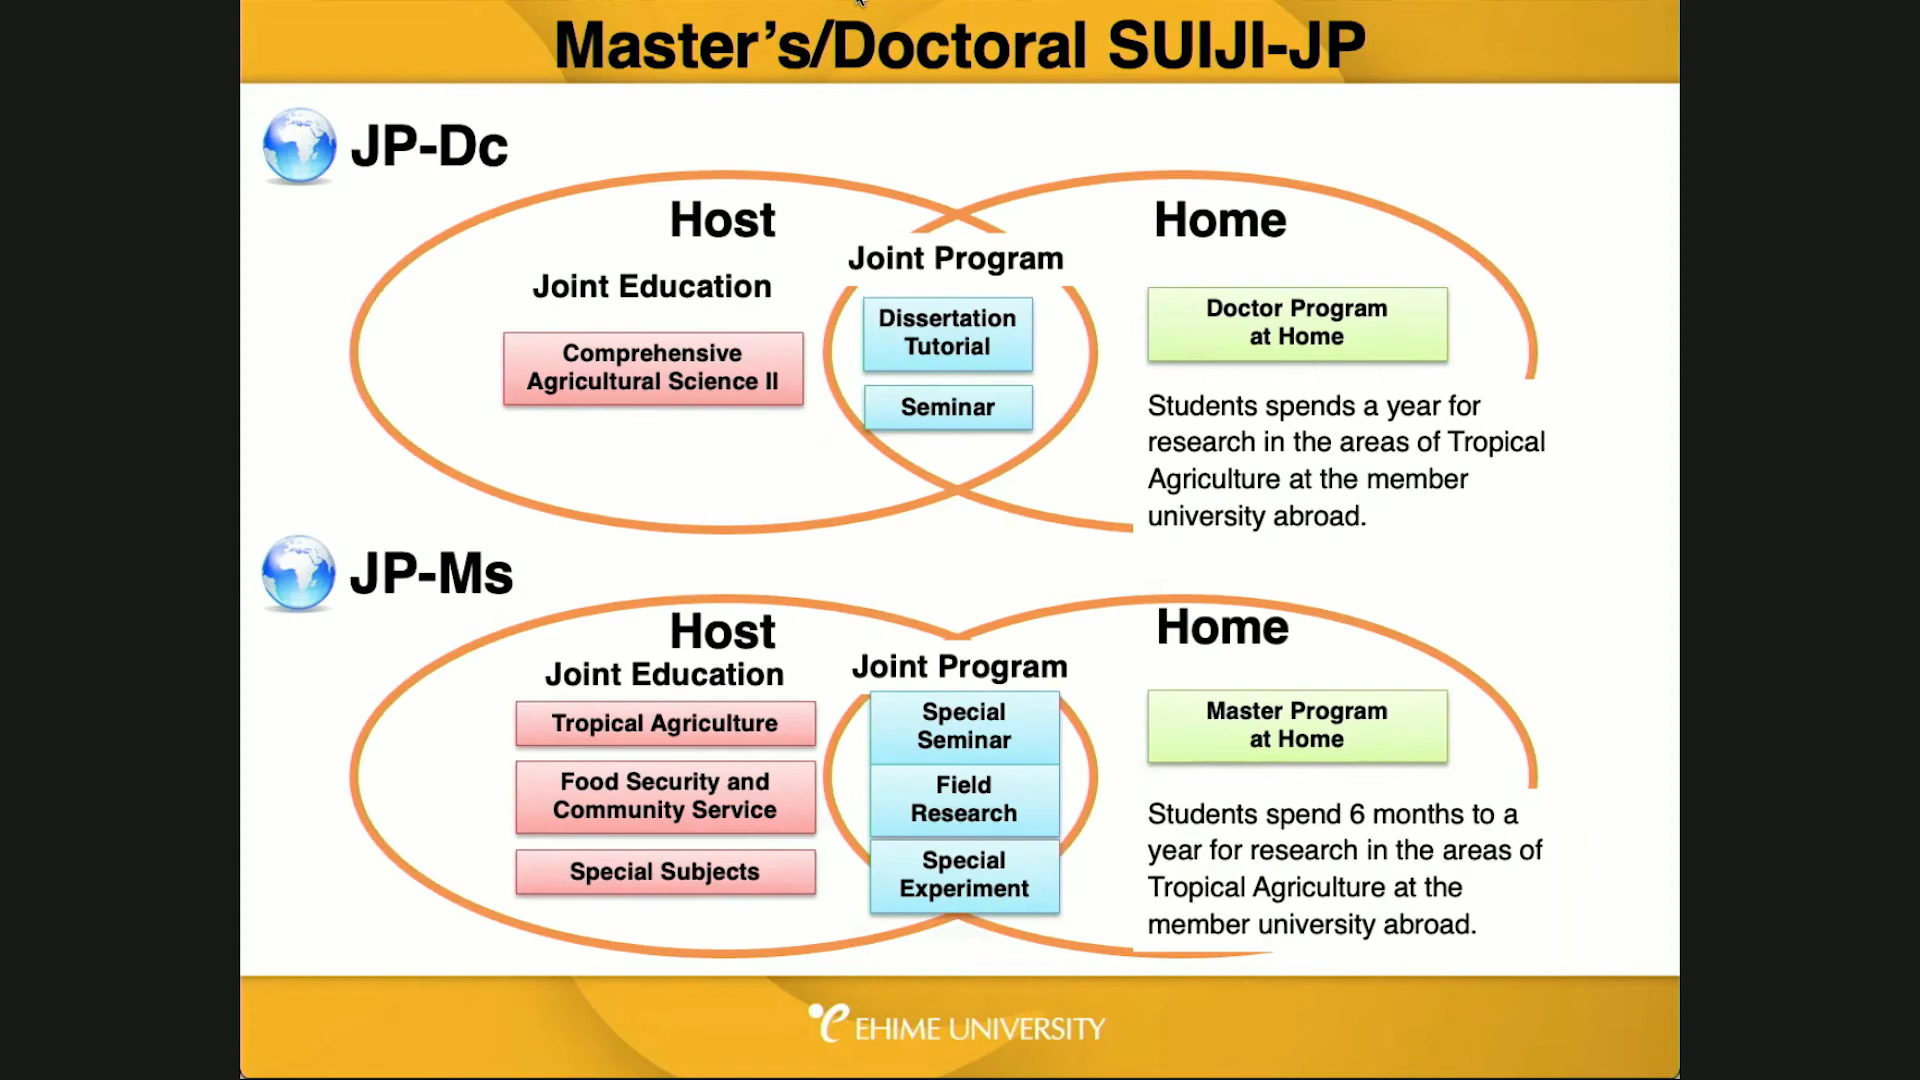 Master’s/Doctoral SUIJI-JP
JP-Dc
Host
Home
Joint Program
Joint Education
Comprehensive
Agricultural Science II
Dissertation
Tutorial
Seminar
Doctor Program
at Home
Students spends a year for
research in the areas of Tropical
Agriculture at the member
university abroad.
JP-Ms
Host
Home
Joint Education
Joint Program
Tropical Agriculture
Food Security and
Community Service
Special Subjects
Special
Seminar
Field
Research
Special
Experiment
Master Program
at Home
Students spend 6 months to a
year for research in the areas of
Tropical Agriculture at the
member university abroad.
EHIME UNIVERSITY